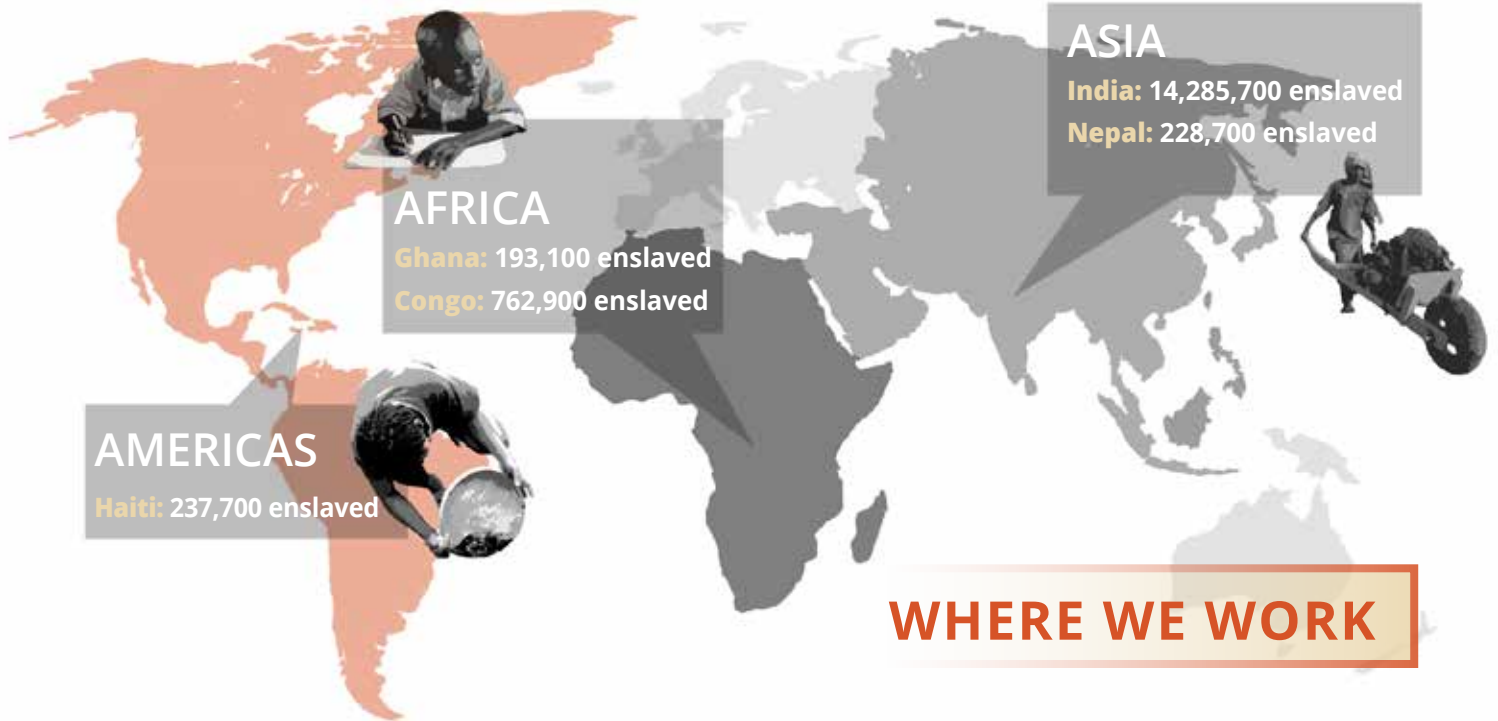 ASIA
India: 14,285,700 enslaved
Nepal: 228,700 enslaved
AFRICA
Ghana: 193,100 enslaved
Congo: 762,900 enslaved
AMERICAS
Haiti: 237,700 enslaved
WHERE WE WORK